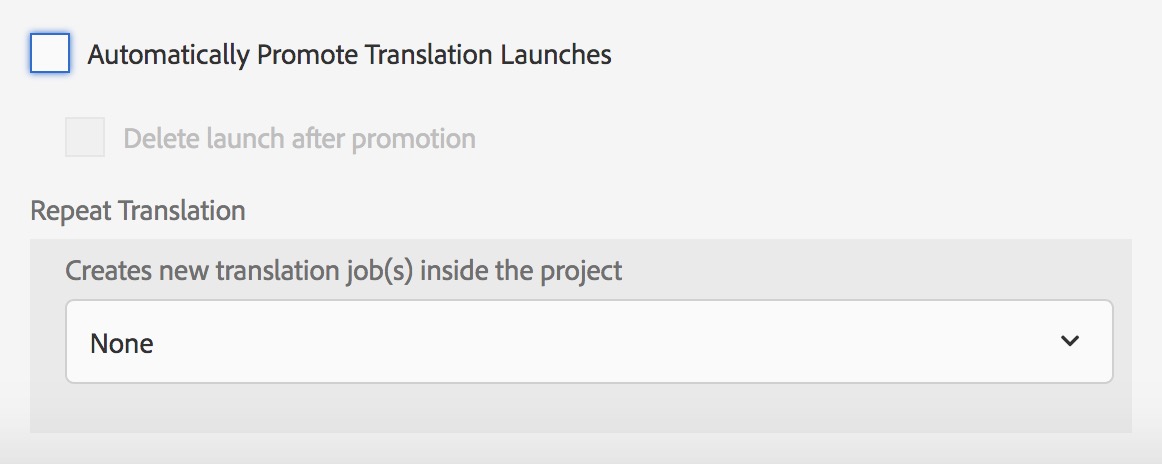 Automatically Promote Translation Launches
Delete launch after promotion
Repeat Translation
Creates new translation job(s) inside the project
None